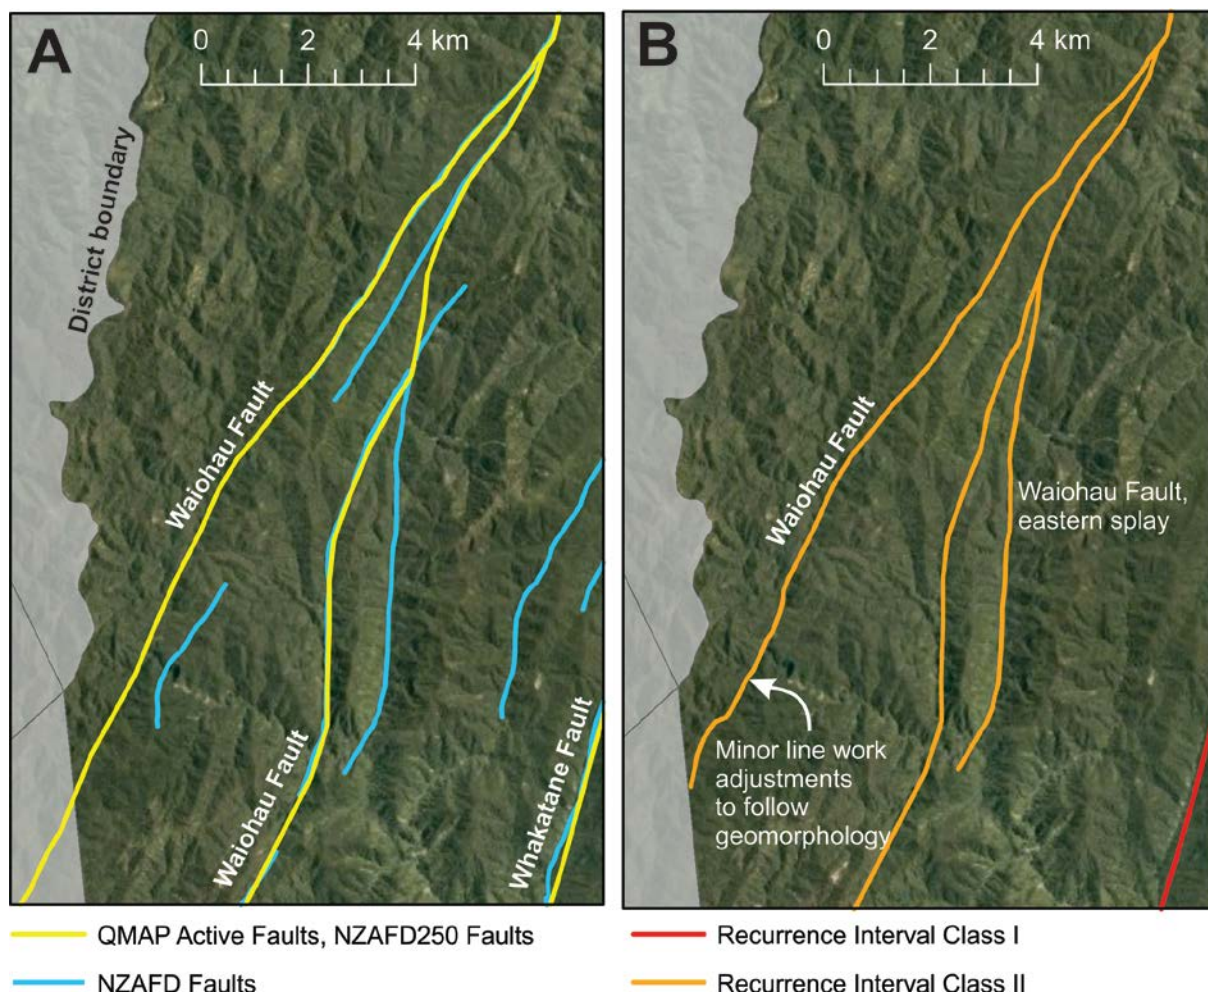 A
0 2 4 km
District boundary
Waiohau Fault
Waiohau Fault
Whakatane Fault
QMAP Active Faults, NZAFD250 Faults
NZAFD Faults
B
0 2 4 km
Waiohau Fault
Waiohau Fault,
eastern splay
Minor line work
adjustments
to follow
geomorphology
Recurrence Interval Class I
Recurrence Interval Class II